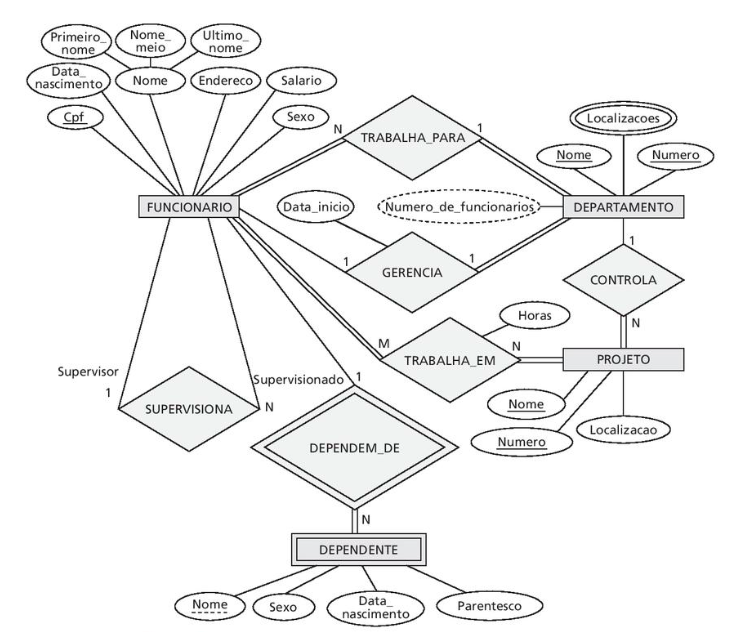 Primeiro_
nome
Nome_
meio
Ultimo_
nome
Data_
nascimento
Nome
Endereco
Salario
Cpf
Sexo
N
TRABALHA_PARA
1
Localizacoes
Nome
Numero
FUNCIONARIO
Data_inicio
Numero_de_funcionarios
DEPARTAMENTO
1
GERENCIA
1
1
CONTROLA
N
Horas
M
TRABALHA_EM
N
PROJETO
Supervisor
1
SUPERVISIONA
Supervisionado
N
1
Nome
Numero
Localizacao
DEPENDEM_DE
N
DEPENDENTE
Nome
Sexo
Data_
nascimento
Parentesco